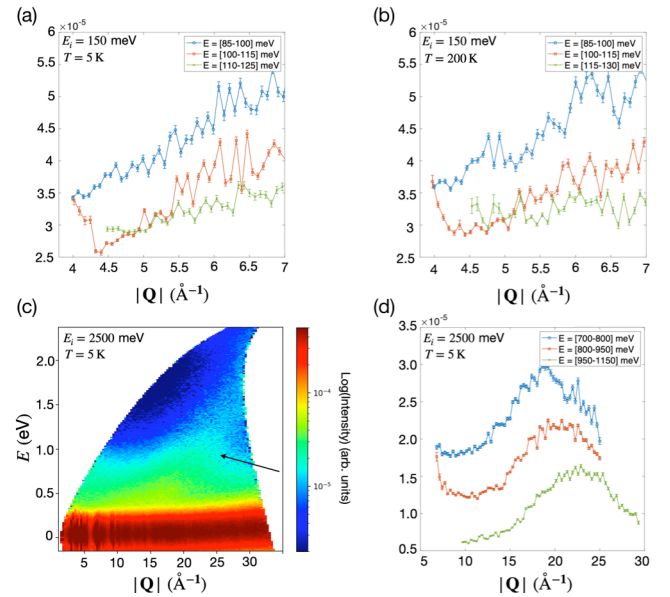 (a)
×10⁻⁵
6
5.5
5
4.5
4
3.5
3
2.5
E_i = 150 meV
T = 5 K
E = [85-100] meV
E = [100-115] meV
E = [110-125] meV
4 4.5 5 5.5 6 6.5 7
|Q| (Å⁻¹)
(b)
×10⁻⁵
6
5.5
5
4.5
4
3.5
3
2.5
E_i = 150 meV
T = 200 K
E = [85-100] meV
E = [100-115] meV
E = [115-130] meV
4 4.5 5 5.5 6 6.5 7
|Q| (Å⁻¹)
(c)
E_i = 2500 meV
T = 5 K
E (eV)
2.0
1.5
1.0
0.5
0
5 10 15 20 25 30
|Q| (Å⁻¹)
10⁻⁴
10⁻⁵
Log(Intensity) (arb. units)
(d)
×10⁻⁵
3.5
3.0
2.5
2.0
1.5
1.0
0.5
E_i = 2500 meV
T = 5 K
E = [700-800] meV
E = [800-950] meV
E = [950-1150] meV
5 10 15 20 25 30
|Q| (Å⁻¹)